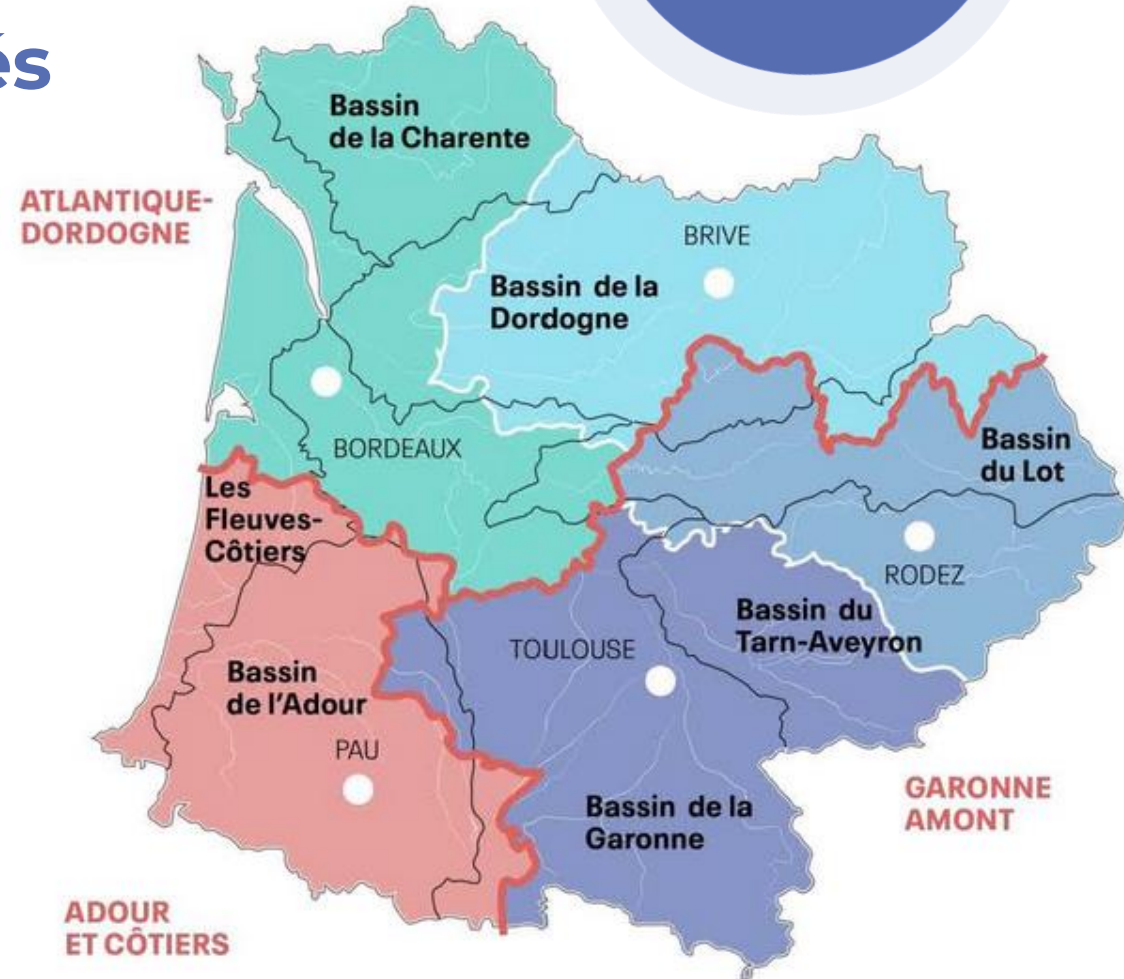 és
Bassin
de la Charente
ATLANTIQUE-
DORDOGNE
BRIVE
Bassin de la
Dordogne
BORDEAUX
Bassin
du Lot
Les
Fleuves-
Côtiers
RODEZ
Bassin du
Tarn-Aveyron
TOULOUSE
Bassin
de l'Adour
PAU
GARONNE
AMONT
Bassin de la
Garonne
ADOUR
ET CÔTIERS